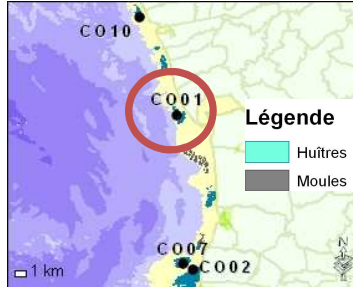 CO10
CO01
Légende
Huîtres
Moules
CO07
CO02
N
1 km